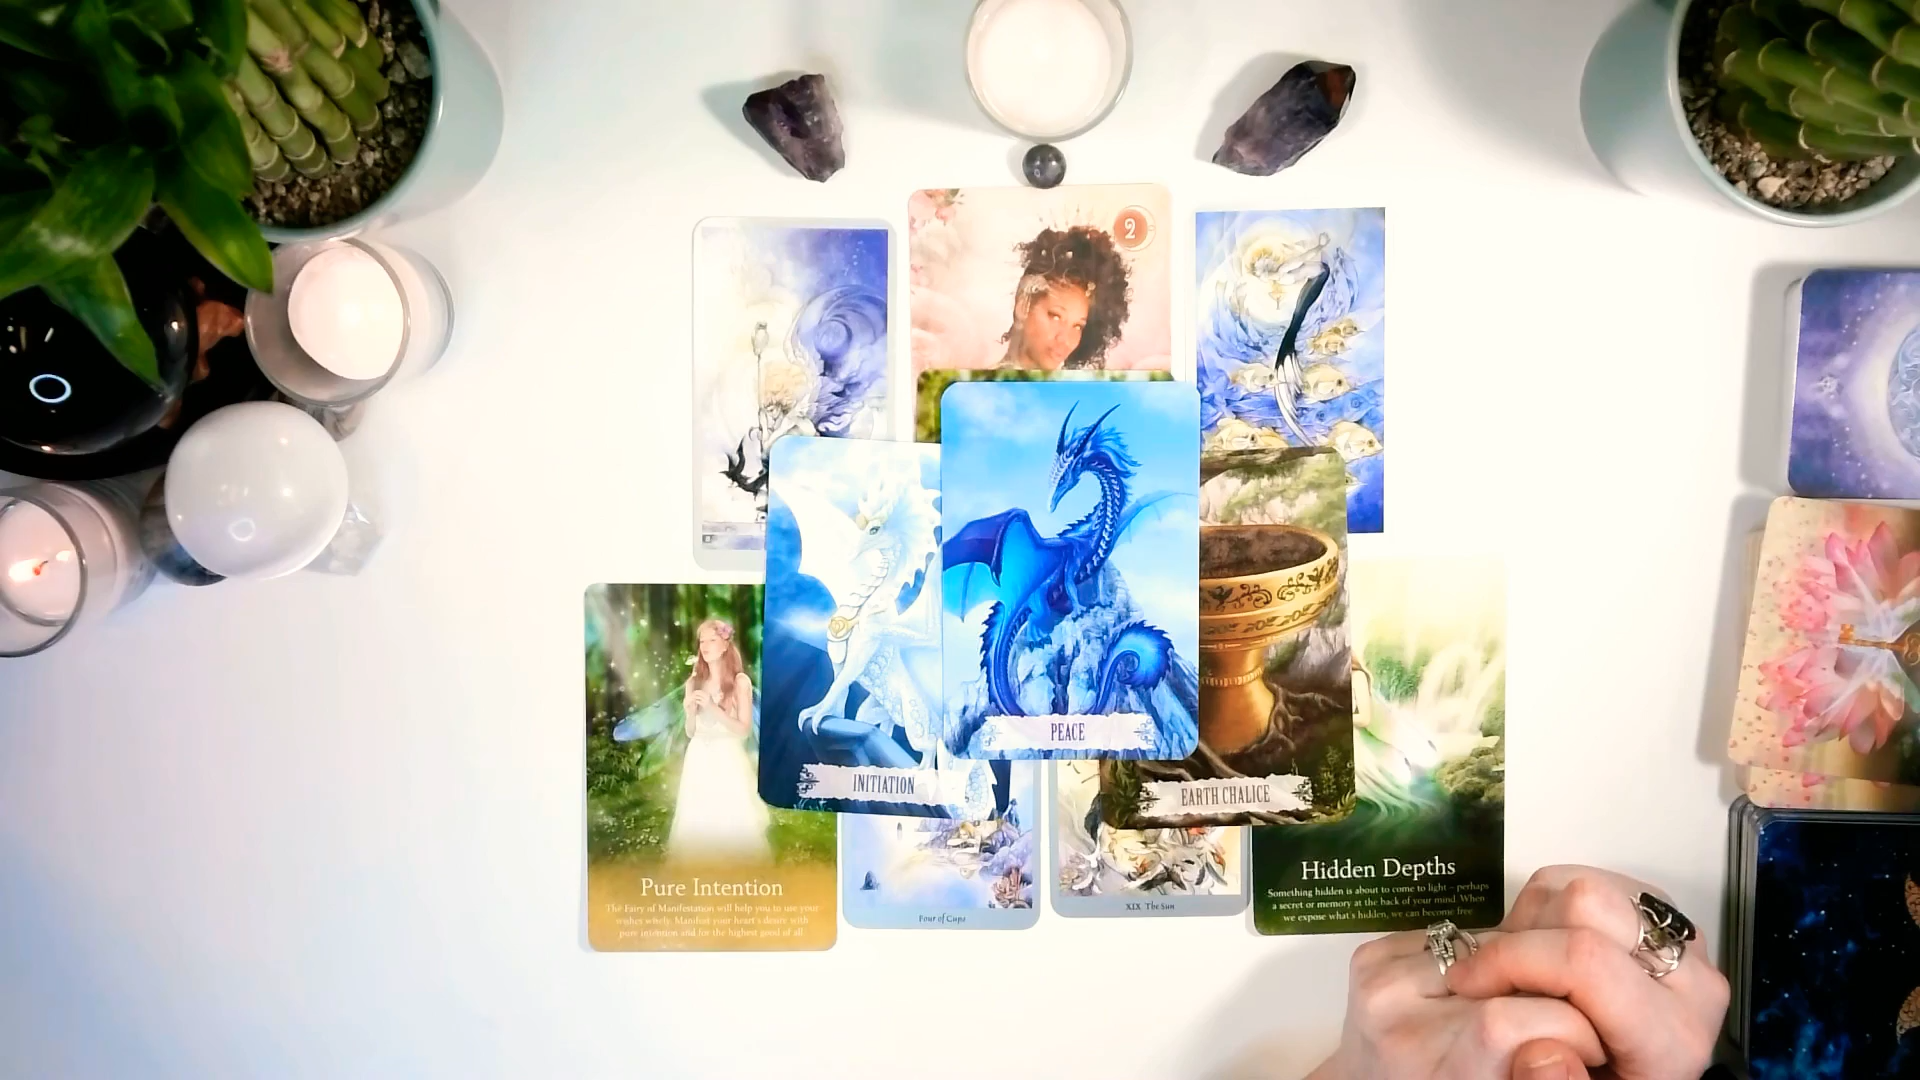 2
PEACE
INITIATION
EARTH CHALICE
Pure Intention
The Fairy of Manifestation will help you to use your
wishes wisely. Manifest your heart's desire with
pure intention and for the highest good of all.
Four of Cups
XIX The Sun
Hidden Depths
Something hidden is about to come to light – perhaps
a secret or memory at the back of your mind. When
we expose what's hidden, we can become free